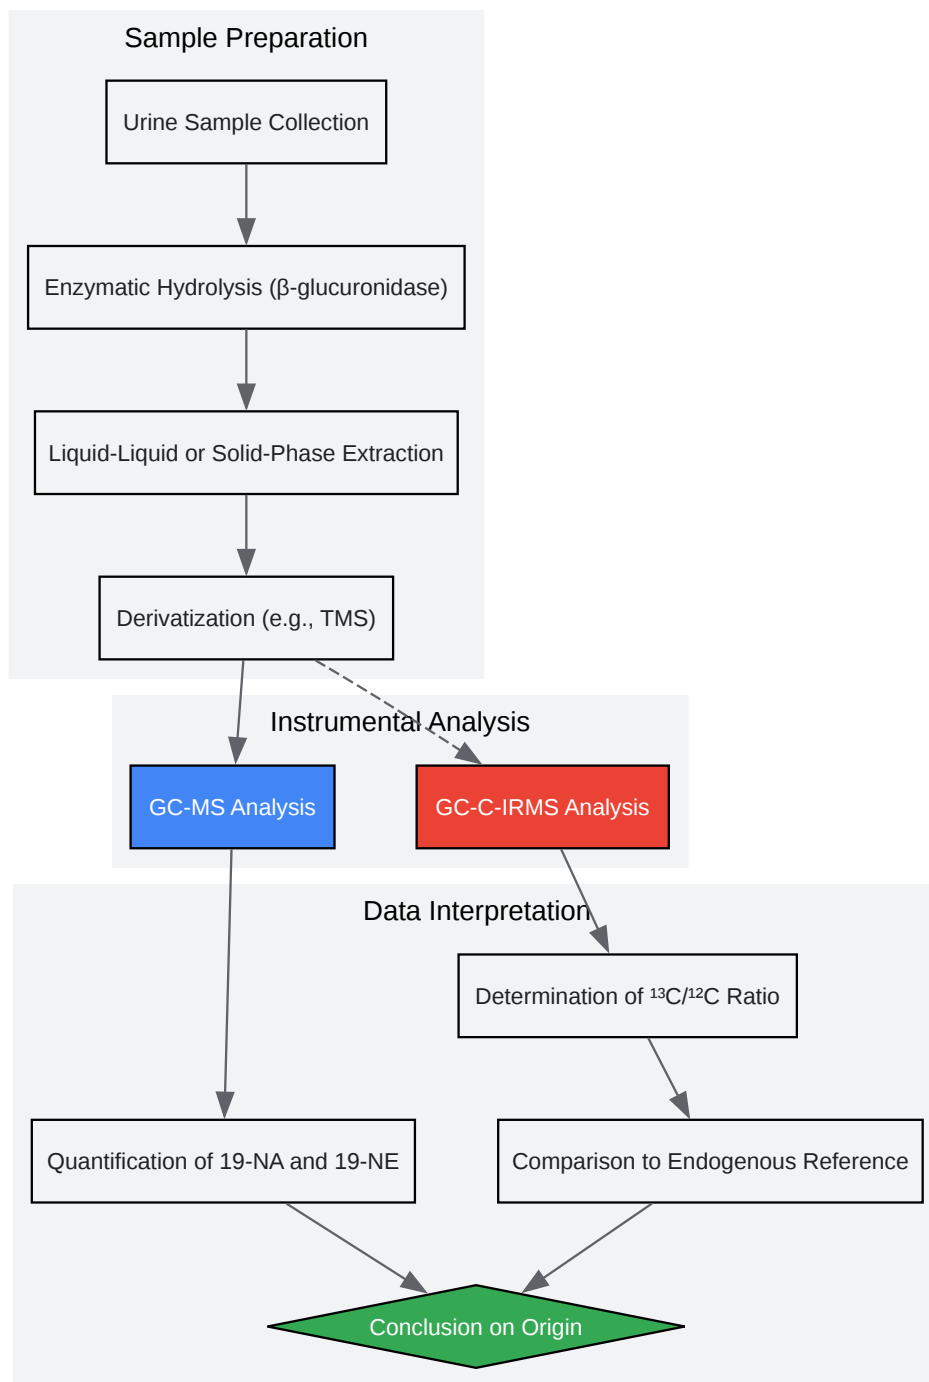 Sample Preparation
Urine Sample Collection
Enzymatic Hydrolysis (β-glucuronidase)
Liquid-Liquid or Solid-Phase Extraction
Derivatization (e.g., TMS)
Instrumental Analysis
GC-MS Analysis
GC-C-IRMS Analysis
Data Interpretation
Determination of ¹³C/¹²C Ratio
Quantification of 19-NA and 19-NE
Comparison to Endogenous Reference
Conclusion on Origin